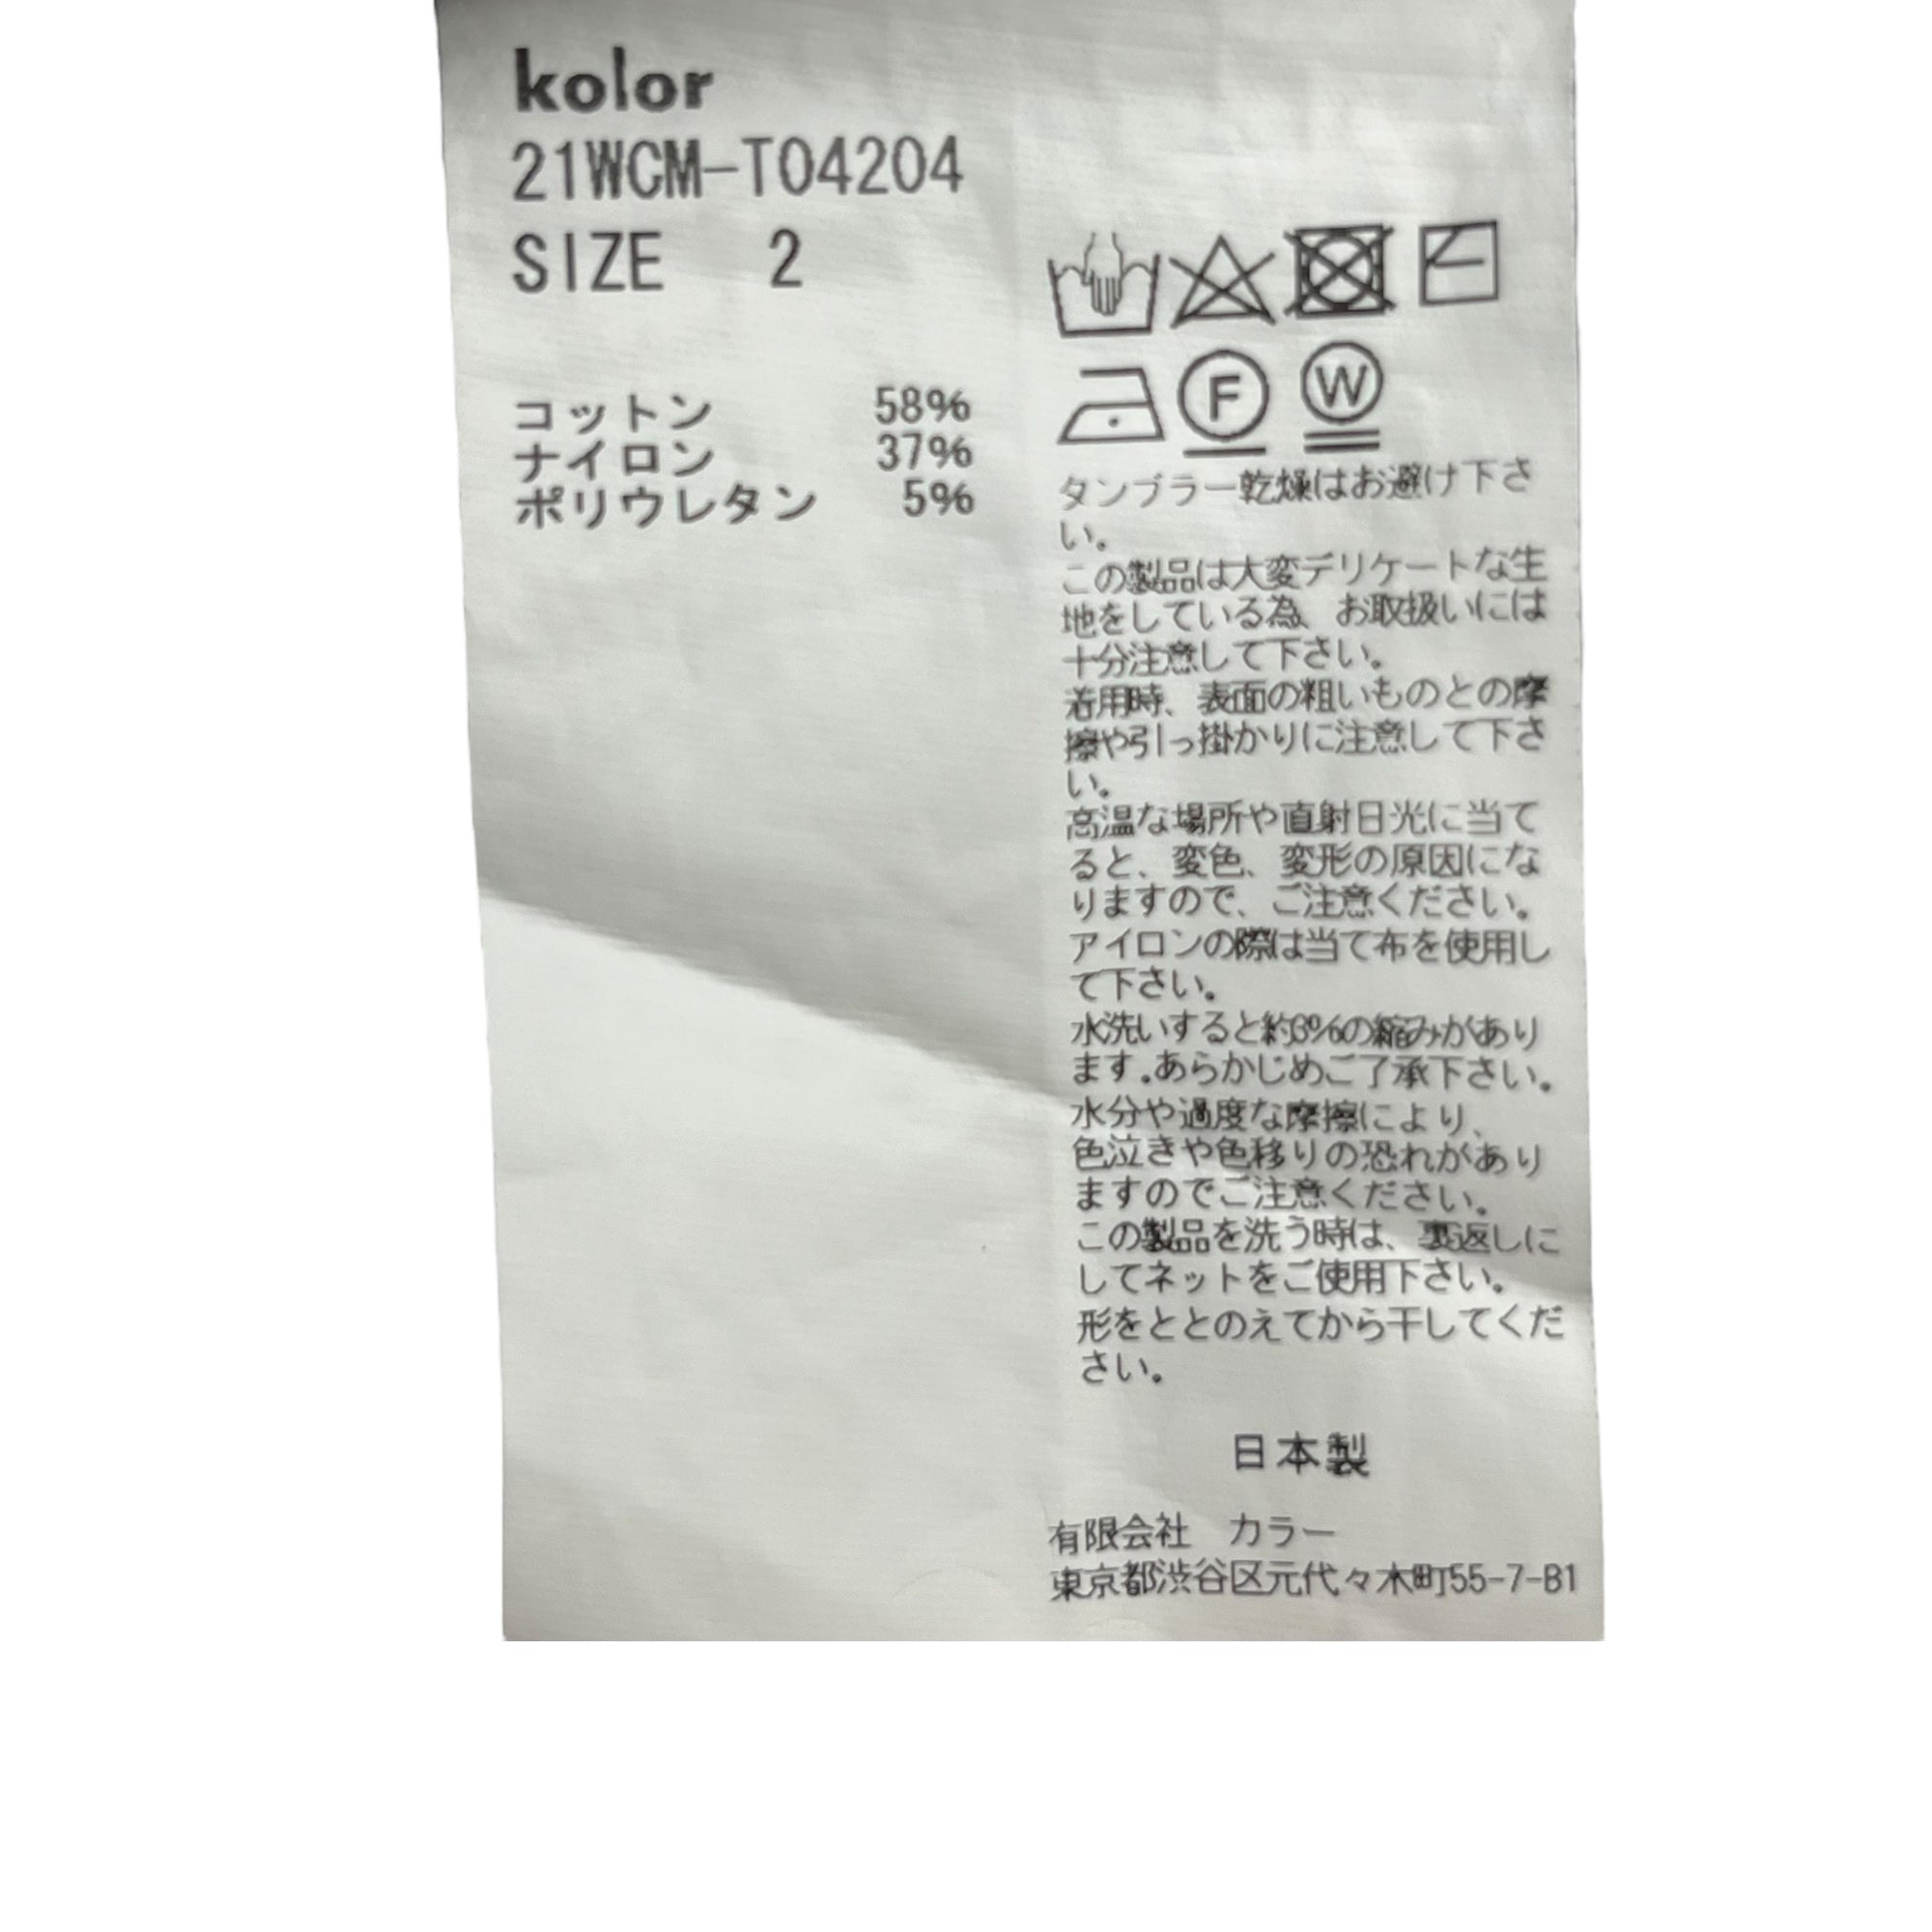 kolor
21WCM-T04204
SIZE 2
コットン 58%
ナイロン 37%
ポリウレタン 5%
F
W
タンブラー乾燥はお避け下さ
い。
この製品は大変デリケートな生
地をしている為、お取扱いには
十分注意して下さい。
着用時、表面の粗いものとの摩
擦や引っ掛かりに注意して下さ
い。
高温な場所や直射日光に当て
ると、変色、変形の原因にな
りますので、ご注意ください。
アイロンの際は当て布を使用し
て下さい。
水洗いすると約3%の縮みがあり
ます.あらかじめご了承下さい。
水分や過度な摩擦により、
色泣きや色移りの恐れがあり
ますのでご注意ください。
この製品を洗う時は、裏返しに
してネットをご使用下さい。
形をととのえてから干してくだ
さい。
日本製
有限会社 カラー
東京都渋谷区元代々木町55-7-B1